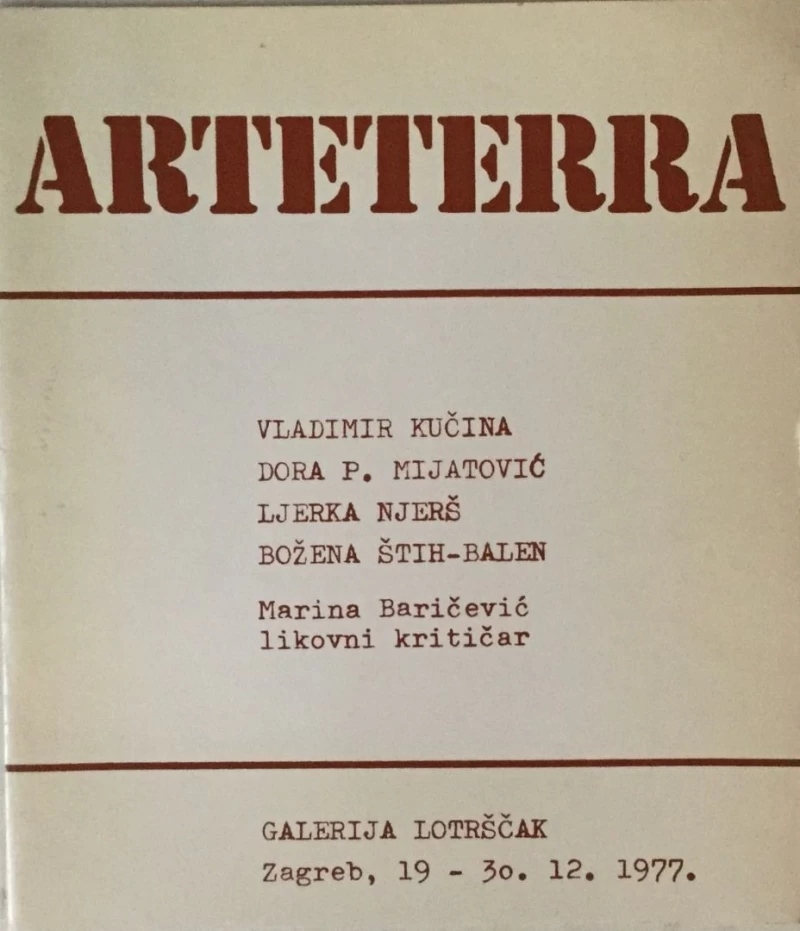 ARTETERRA
VLADIMIR KUČINA
DORA P. MIJATOVIĆ
LJERKA NJERŠ
BOŽENA ŠTIH-BALEN
Marina Baričević
likovni kritičar
GALERIJA LOTRŠČAK
Zagreb, 19 - 3o. 12. 1977.